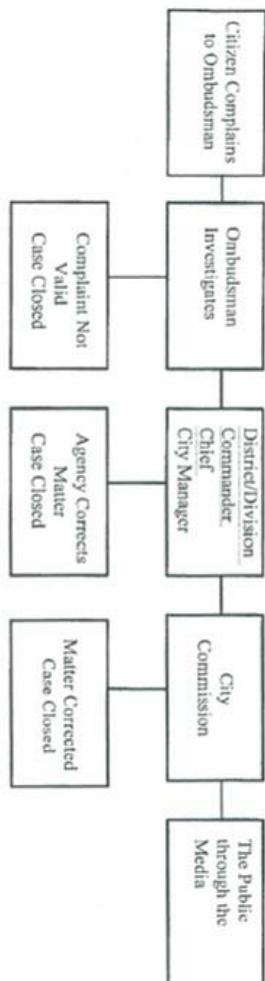 Citizen Complains
to Ombudsman
Ombudsman
Investigates
Complaint Not
Valid
Case Closed
District/Division
Commander
Chief
City Manager
Agency Corrects
Matter
Case Closed
City
Commission
Matter Corrected
Case Closed
The Public
through the
Media